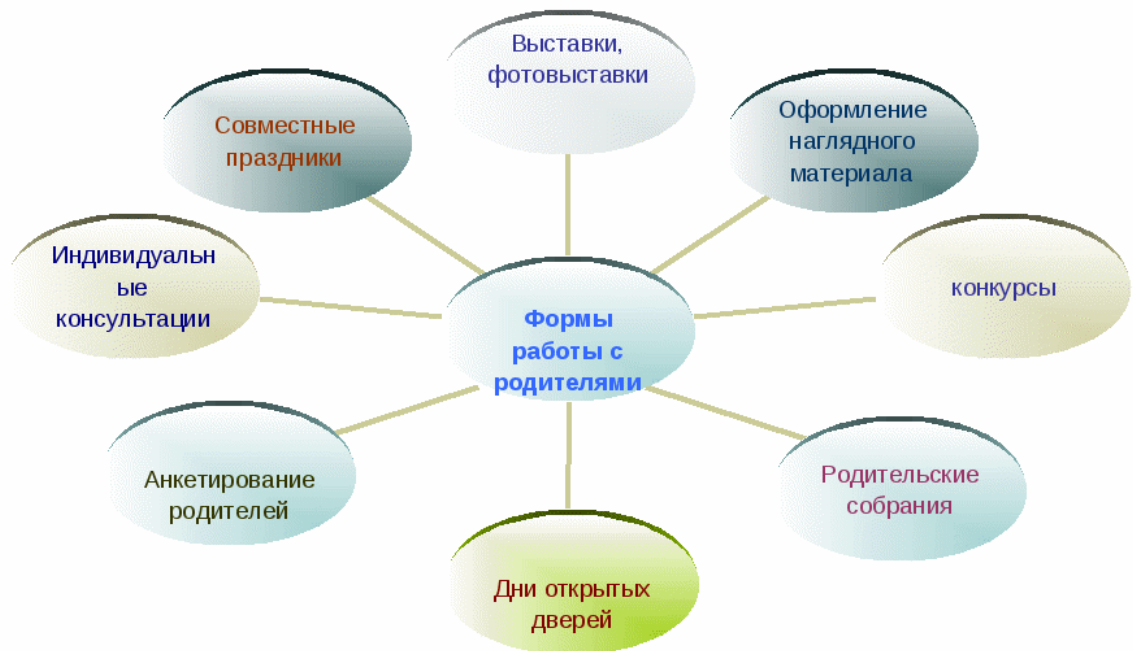 Выставки,
фотовыставки
Совместные
праздники
Оформление
наглядного
материала
Индивидуальн
ые
консультации
конкурсы
Формы
работы с
родителями
Анкетирование
родителей
Родительские
собрания
Дни открытых
дверей